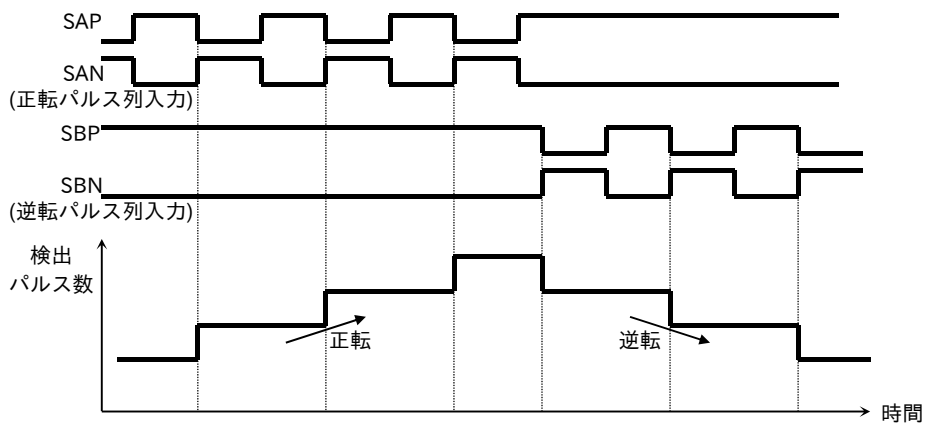 SAP
SAN
(正転パルス列入力)
SBP
SBN
(逆転パルス列入力)
検出
パルス数
正転
逆転
時間